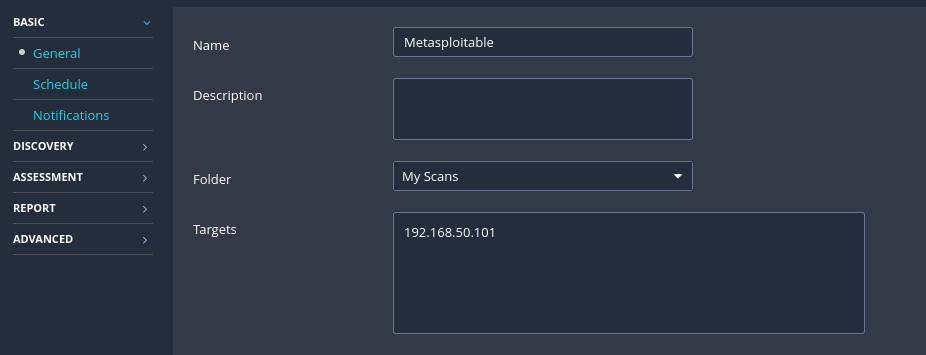 BASIC
General
Schedule
Notifications
DISCOVERY
ASSESSMENT
REPORT
ADVANCED
Name
Metasploitable
Description
Folder
My Scans
Targets
192.168.50.101